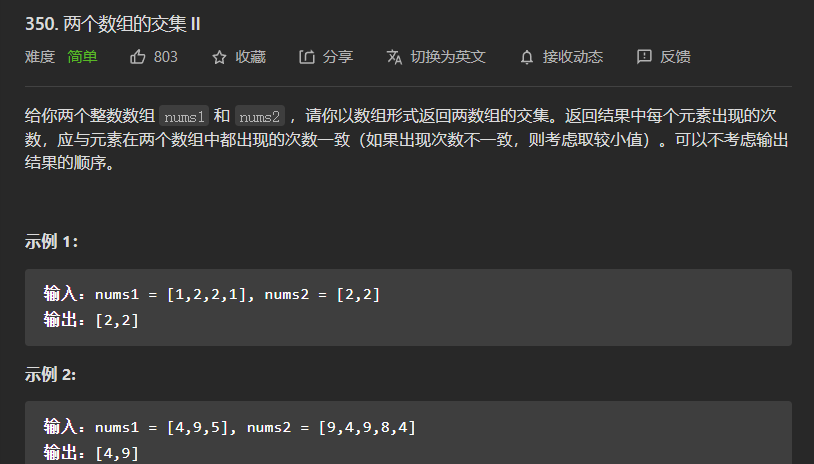 350. 两个数组的交集 II
难度 简单 803 收藏 分享 切换为英文 接收动态 反馈
给你两个整数数组 nums1 和 nums2 ，请你以数组形式返回两数组的交集。返回结果中每个元素出现的次
数，应与元素在两个数组中都出现的次数一致（如果出现次数不一致，则考虑取较小值）。可以不考虑输出
结果的顺序。
示例 1：
输入：nums1 = [1,2,2,1], nums2 = [2,2]
输出：[2,2]
示例 2:
输入：nums1 = [4,9,5], nums2 = [9,4,9,8,4]
输出：[4,9]